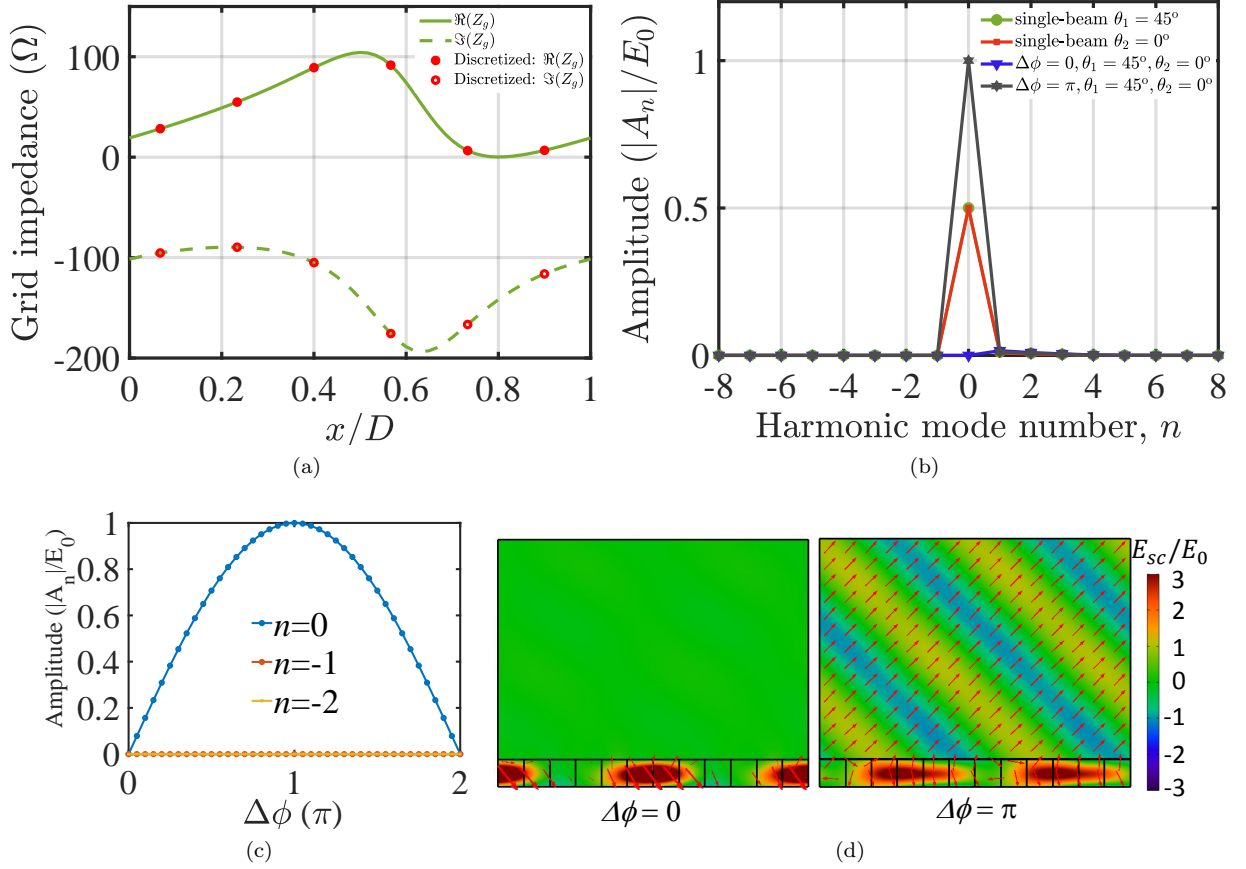 Grid impedance (Ω)
100
0
-100
-200
0 0.2 0.4 0.6 0.8 1
x/D
ℜ(Z_g)
ℑ(Z_g)
Discretized: ℜ(Z_g)
Discretized: ℑ(Z_g)
(a)
Amplitude (|A_n|/E_0)
1
0.5
0
-8 -6 -4 -2 0 2 4 6 8
Harmonic mode number, n
single-beam θ_1 = 45°
single-beam θ_2 = 0°
Δϕ = 0, θ_1 = 45°, θ_2 = 0°
Δϕ = π, θ_1 = 45°, θ_2 = 0°
(b)
Amplitude (|A_n|/E_0)
1
0.8
0.6
0.4
0.2
0
0 1 2
Δϕ (π)
n=0
n=-1
n=-2
(c)
Δϕ = 0
Δϕ = π
E_sc/E_0
3
2
1
0
-1
-2
-3
(d)